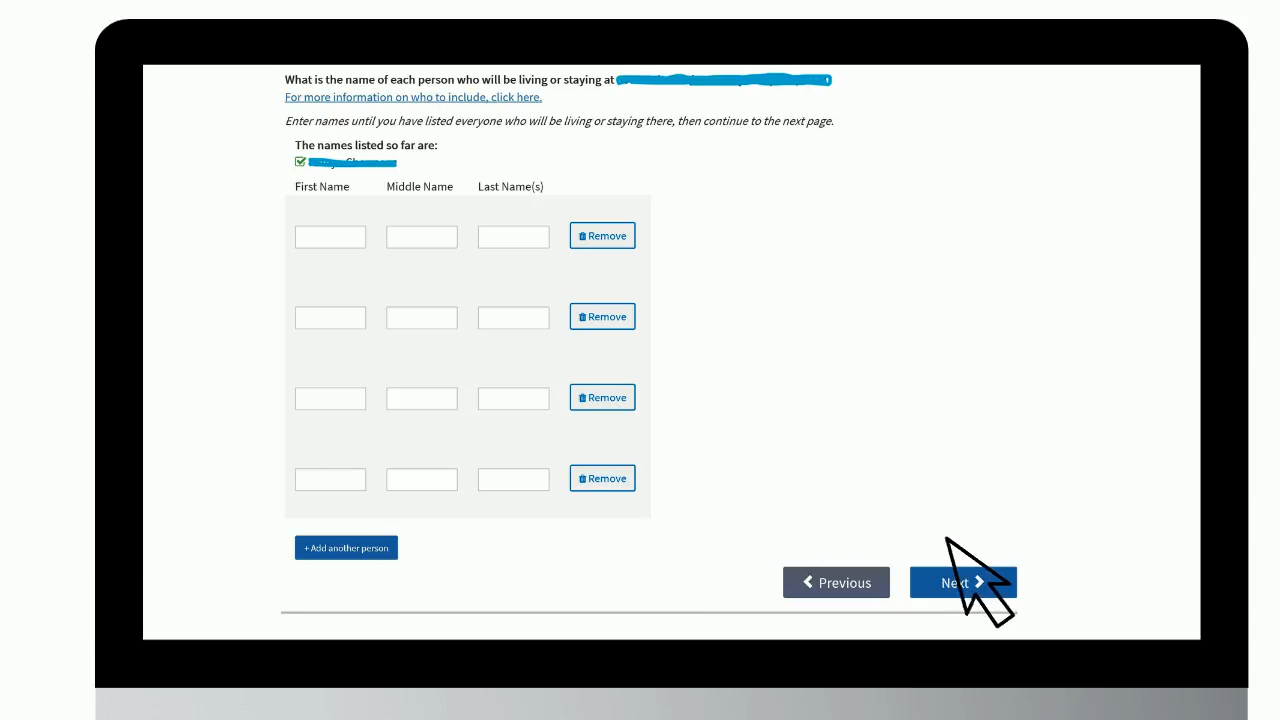 What is the name of each person who will be living or staying at
For more information on who to include, click here.
Enter names until you have listed everyone who will be living or staying there, then continue to the next page.
The names listed so far are:
First Name Middle Name Last Name(s)
Remove
Remove
Remove
Remove
+ Add another person
Previous Next